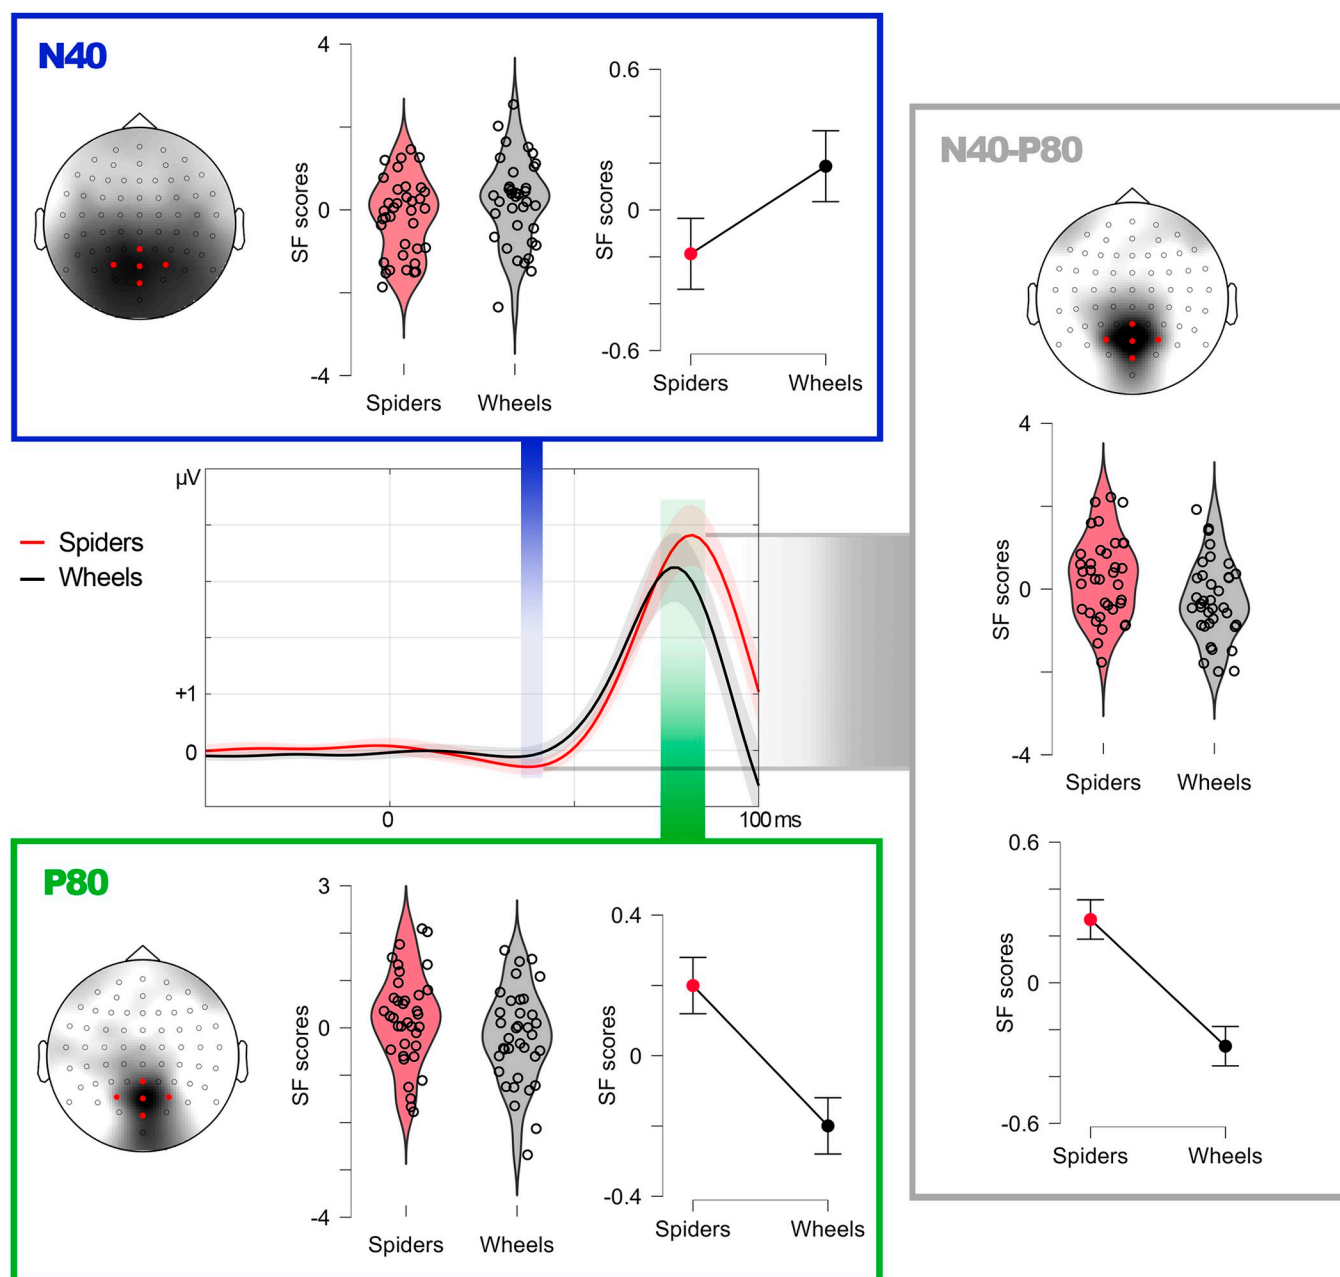 N40
4
0
-4
SF scores
Spiders
Wheels
0.6
0
-0.6
SF scores
Spiders
Wheels
N40-P80
4
0
-4
SF scores
Spiders
Wheels
0.6
0
-0.6
SF scores
Spiders
Wheels
µV
Spiders
Wheels
+1
0
0
100 ms
P80
3
0
-4
SF scores
Spiders
Wheels
0.4
0
-0.4
SF scores
Spiders
Wheels